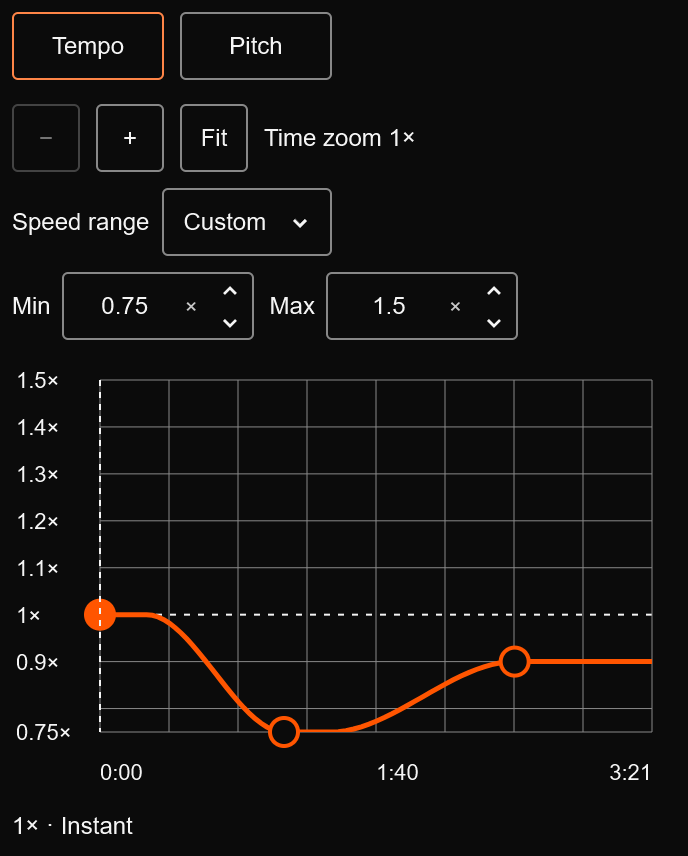 Tempo Pitch
− + Fit Time zoom 1×
Speed range Custom
Min 0.75 × Max 1.5 ×
1.5×
1.4×
1.3×
1.2×
1.1×
1×
0.9×
0.75×
0:00 1:40 3:21
1× · Instant